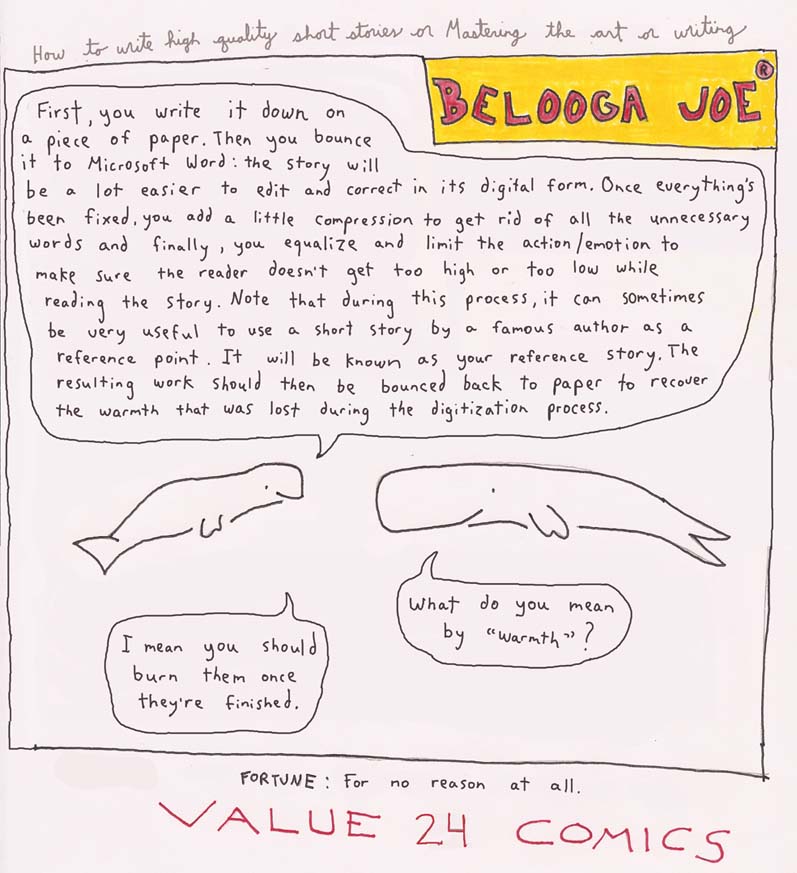 How to write high quality short stories or Mastering the art or writing
BELOOGA JOE ®
First, you write it down on
a piece of paper. Then you bounce
it to Microsoft Word: the story will
be a lot easier to edit and correct in its digital form. Once everything's
been fixed, you add a little compression to get rid of all the unnecessary
words and finally, you equalize and limit the action/emotion to
make sure the reader doesn't get too high or too low while
reading the story. Note that during this process, it can sometimes
be very useful to use a short story by a famous author as a
reference point. It will be known as your reference story. The
resulting work should then be bounced back to paper to recover
the warmth that was lost during the digitization process.
What do you mean
by "warmth"?
I mean you should
burn them once
they're finished.
FORTUNE: For no reason at all.
VALUE 24 COMICS